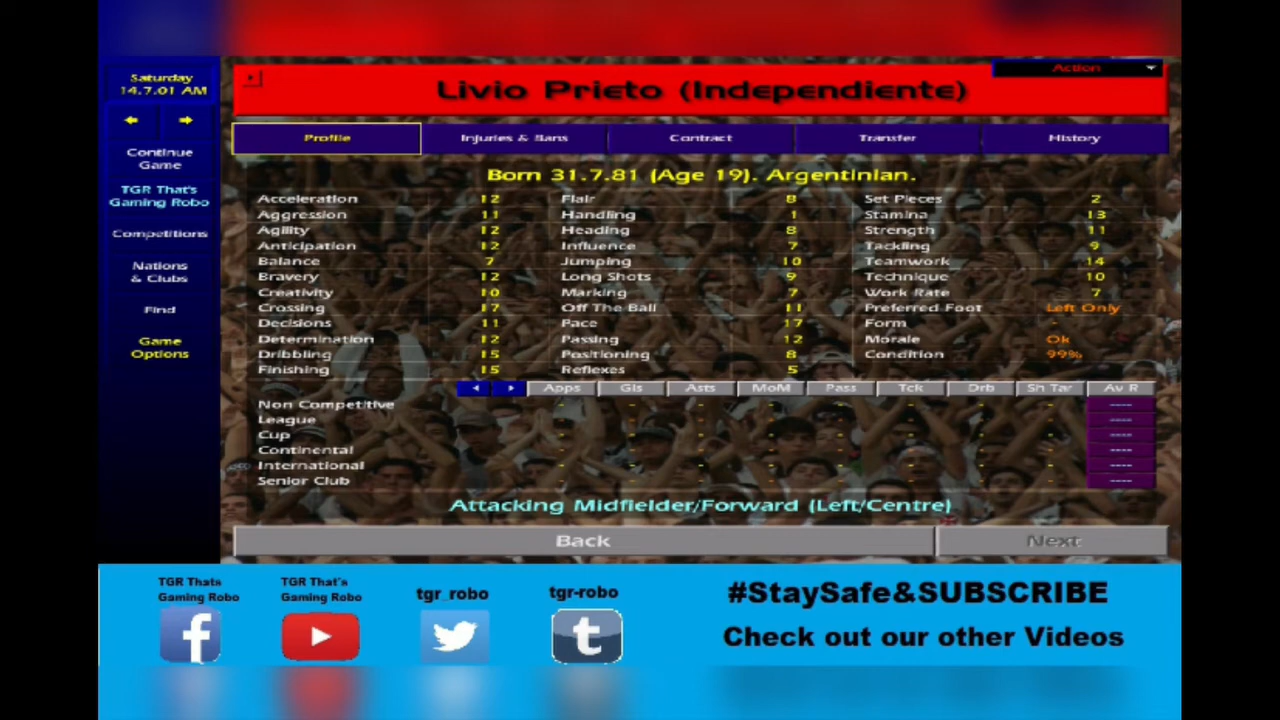 Saturday
14.7.01 AM
Continue
Game
TGR That's
Gaming Robo
Competitions
Nations
& Clubs
Find
Game
Options
Action
Livio Prieto (Independiente)
Profile Injuries & Bans Contract Transfer History
Born 31.7.81 (Age 19). Argentinian.
Acceleration 12 Flair 8 Set Pieces 2
Aggression 11 Handling 1 Stamina 13
Agility 12 Heading 8 Strength 11
Anticipation 12 Influence 7 Tackling 9
Balance 7 Jumping 10 Teamwork 14
Bravery 12 Long Shots 9 Technique 10
Creativity 10 Marking 7 Work Rate 7
Crossing 17 Off The Ball 11 Preferred Foot Left Only
Decisions 11 Pace 17 Form -
Determination 12 Passing 12 Morale Ok
Dribbling 15 Positioning 8 Condition 99%
Finishing 15 Reflexes 5
Apps Gls Asts MoM Pass Tck Drb Sh Tar Av R
Non Competitive - - - - - - - - ----
League - - - - - - - - ----
Cup - - - - - - - - ----
Continental - - - - - - - - ----
International - - - - - - - - ----
Senior Club - - - - - - - - ----
Attacking Midfielder/Forward (Left/Centre)
Back Next
TGR Thats
Gaming Robo
TGR That's
Gaming Robo
tgr_robo
tgr-robo
#StaySafe&SUBSCRIBE
Check out our other Videos